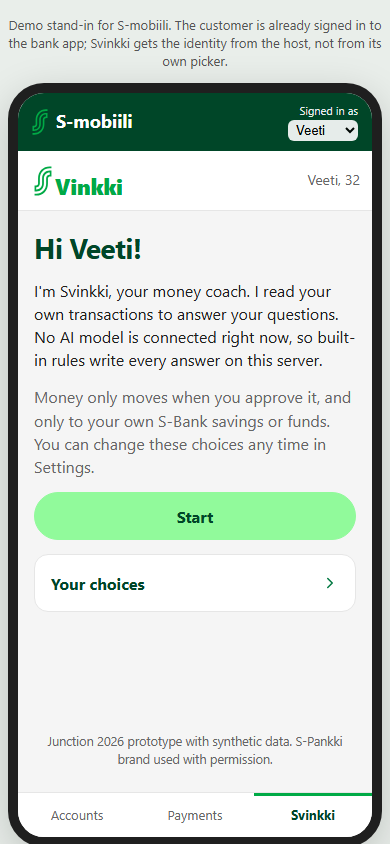 Demo stand-in for S-mobiili. The customer is already signed in to
the bank app; Svinkki gets the identity from the host, not from its
own picker.
Signed in as
S-mobiili
Veeti
Vinkki
Veeti, 32
Hi Veeti!
I'm Svinkki, your money coach. I read your
own transactions to answer your questions.
No AI model is connected right now, so built-
in rules write every answer on this server.
Money only moves when you approve it, and
only to your own S-Bank savings or funds.
You can change these choices any time in
Settings.
Start
Your choices
Junction 2026 prototype with synthetic data. S-Pankki
brand used with permission.
Accounts
Payments
Svinkki